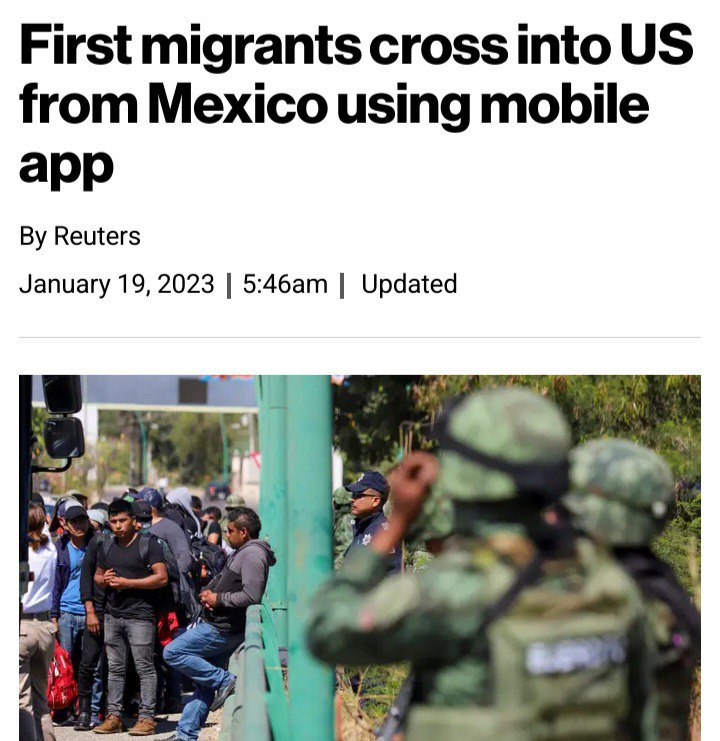 First migrants cross into US
from Mexico using mobile
app
By Reuters
January 19, 2023 | 5:46am | Updated